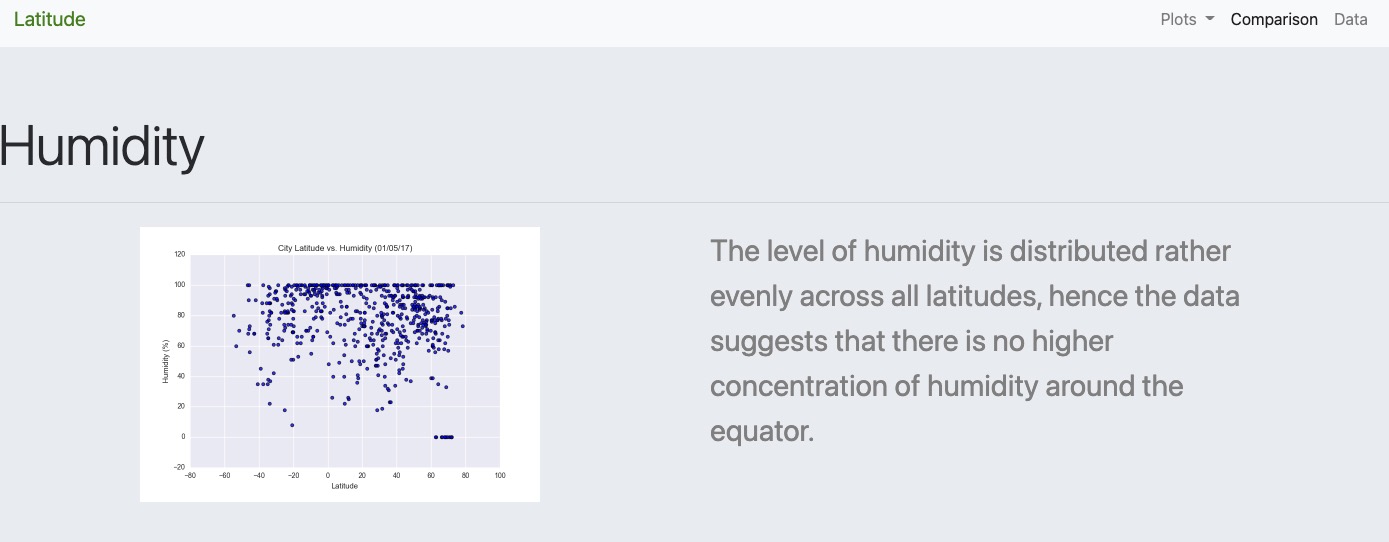 Latitude
Plots Comparison Data
Humidity
City Latitude vs. Humidity (01/05/17)
120
100
80
60
40
20
0
−20
Humidity (%)
−80 −60 −40 −20 0 20 40 60 80 100
Latitude
The level of humidity is distributed rather
evenly across all latitudes, hence the data
suggests that there is no higher
concentration of humidity around the
equator.